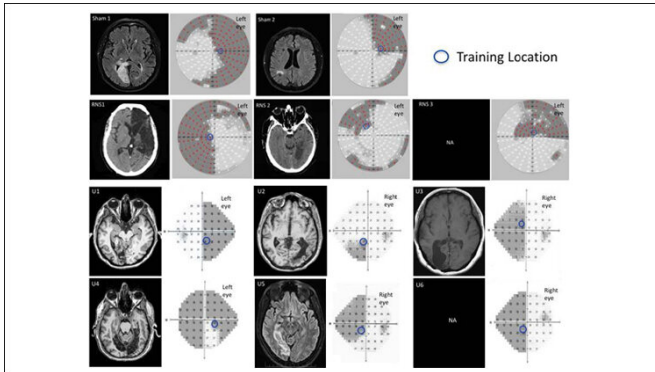 Sham 1
Left
eye
Sham 2
Left
eye
Training Location
RNS1
Left
eye
RNS 2
Left
eye
RNS 3
NA
Left
eye
U1
Left
eye
U2
Right
eye
U3
Right
eye
U4
Left
eye
U5
Right
eye
U6
NA
Right
eye